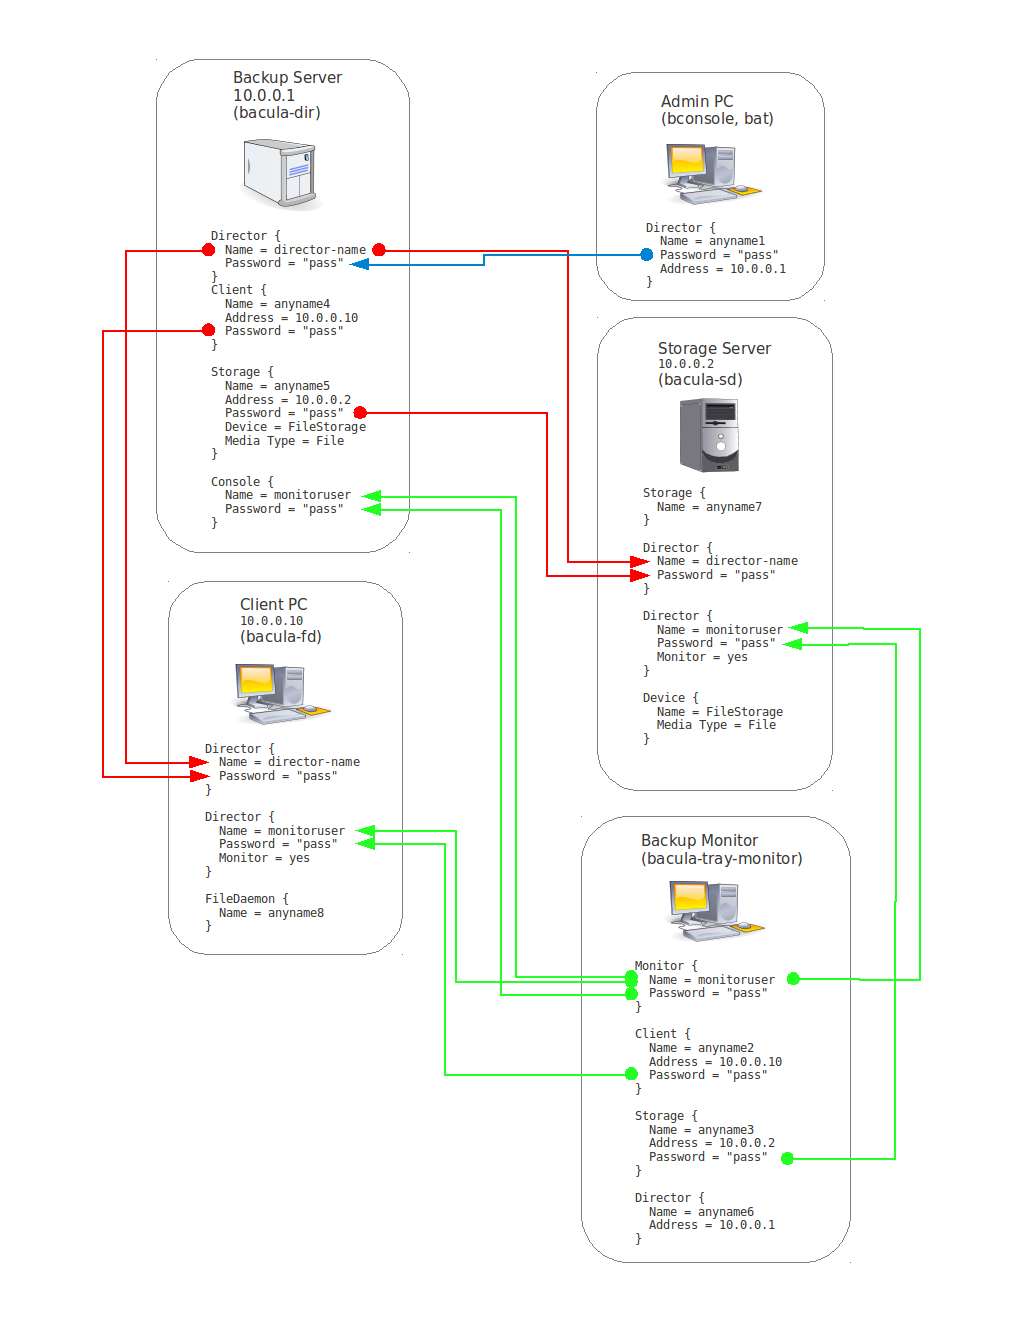 Backup Server
10.0.0.1
(bacula-dir)
Director {
  Name = director-name
  Password = "pass"
}
Client {
  Name = anyname4
  Address = 10.0.0.10
  Password = "pass"
}
Storage {
  Name = anyname5
  Address = 10.0.0.2
  Password = "pass"
  Device = FileStorage
  Media Type = File
}
Console {
  Name = monitoruser
  Password = "pass"
}
Admin PC
(bconsole, bat)
Director {
  Name = anyname1
  Password = "pass"
  Address = 10.0.0.1
}
Storage Server
10.0.0.2
(bacula-sd)
Storage {
  Name = anyname7
}
Director {
  Name = director-name
  Password = "pass"
}
Director {
  Name = monitoruser
  Password = "pass"
  Monitor = yes
}
Device {
  Name = FileStorage
  Media Type = File
}
Client PC
10.0.0.10
(bacula-fd)
Director {
  Name = director-name
  Password = "pass"
}
Director {
  Name = monitoruser
  Password = "pass"
  Monitor = yes
}
FileDaemon {
  Name = anyname8
}
Backup Monitor
(bacula-tray-monitor)
Monitor {
  Name = monitoruser
  Password = "pass"
}
Client {
  Name = anyname2
  Address = 10.0.0.10
  Password = "pass"
}
Storage {
  Name = anyname3
  Address = 10.0.0.2
  Password = "pass"
}
Director {
  Name = anyname6
  Address = 10.0.0.1
}